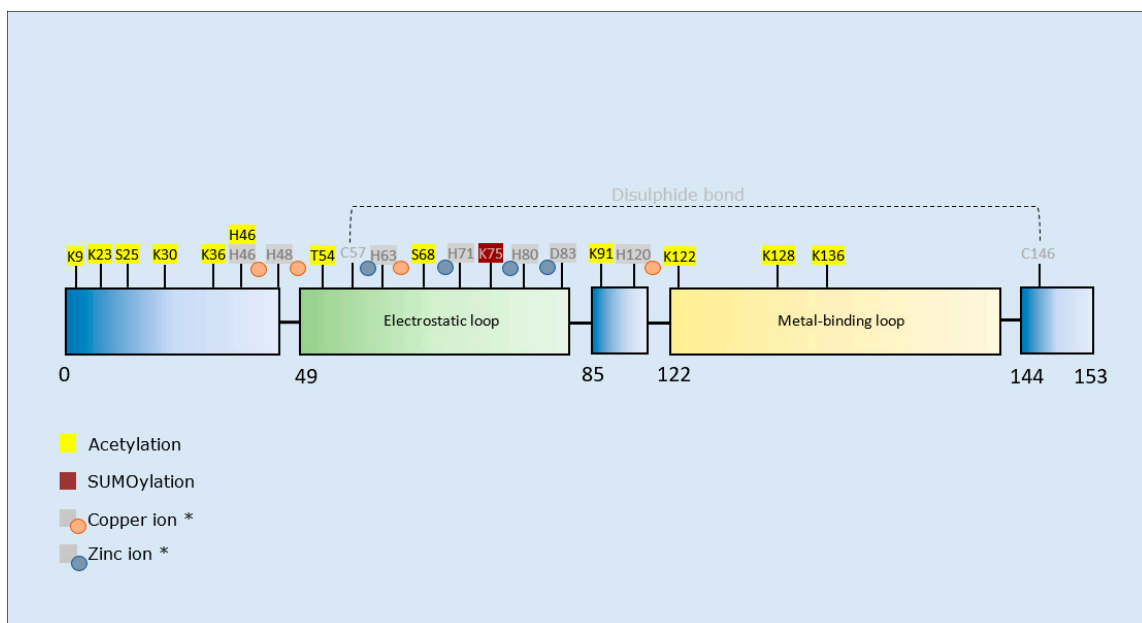 Disulphide bond
H46
K9 K23 S25 K30 K36 H46 H48 T54 C57 H63 S68 H71 K75 H80 D83 K91 H120 K122 K128 K136 C146
Electrostatic loop
Metal-binding loop
0 49 85 122 144 153
Acetylation
SUMOylation
Copper ion *
Zinc ion *